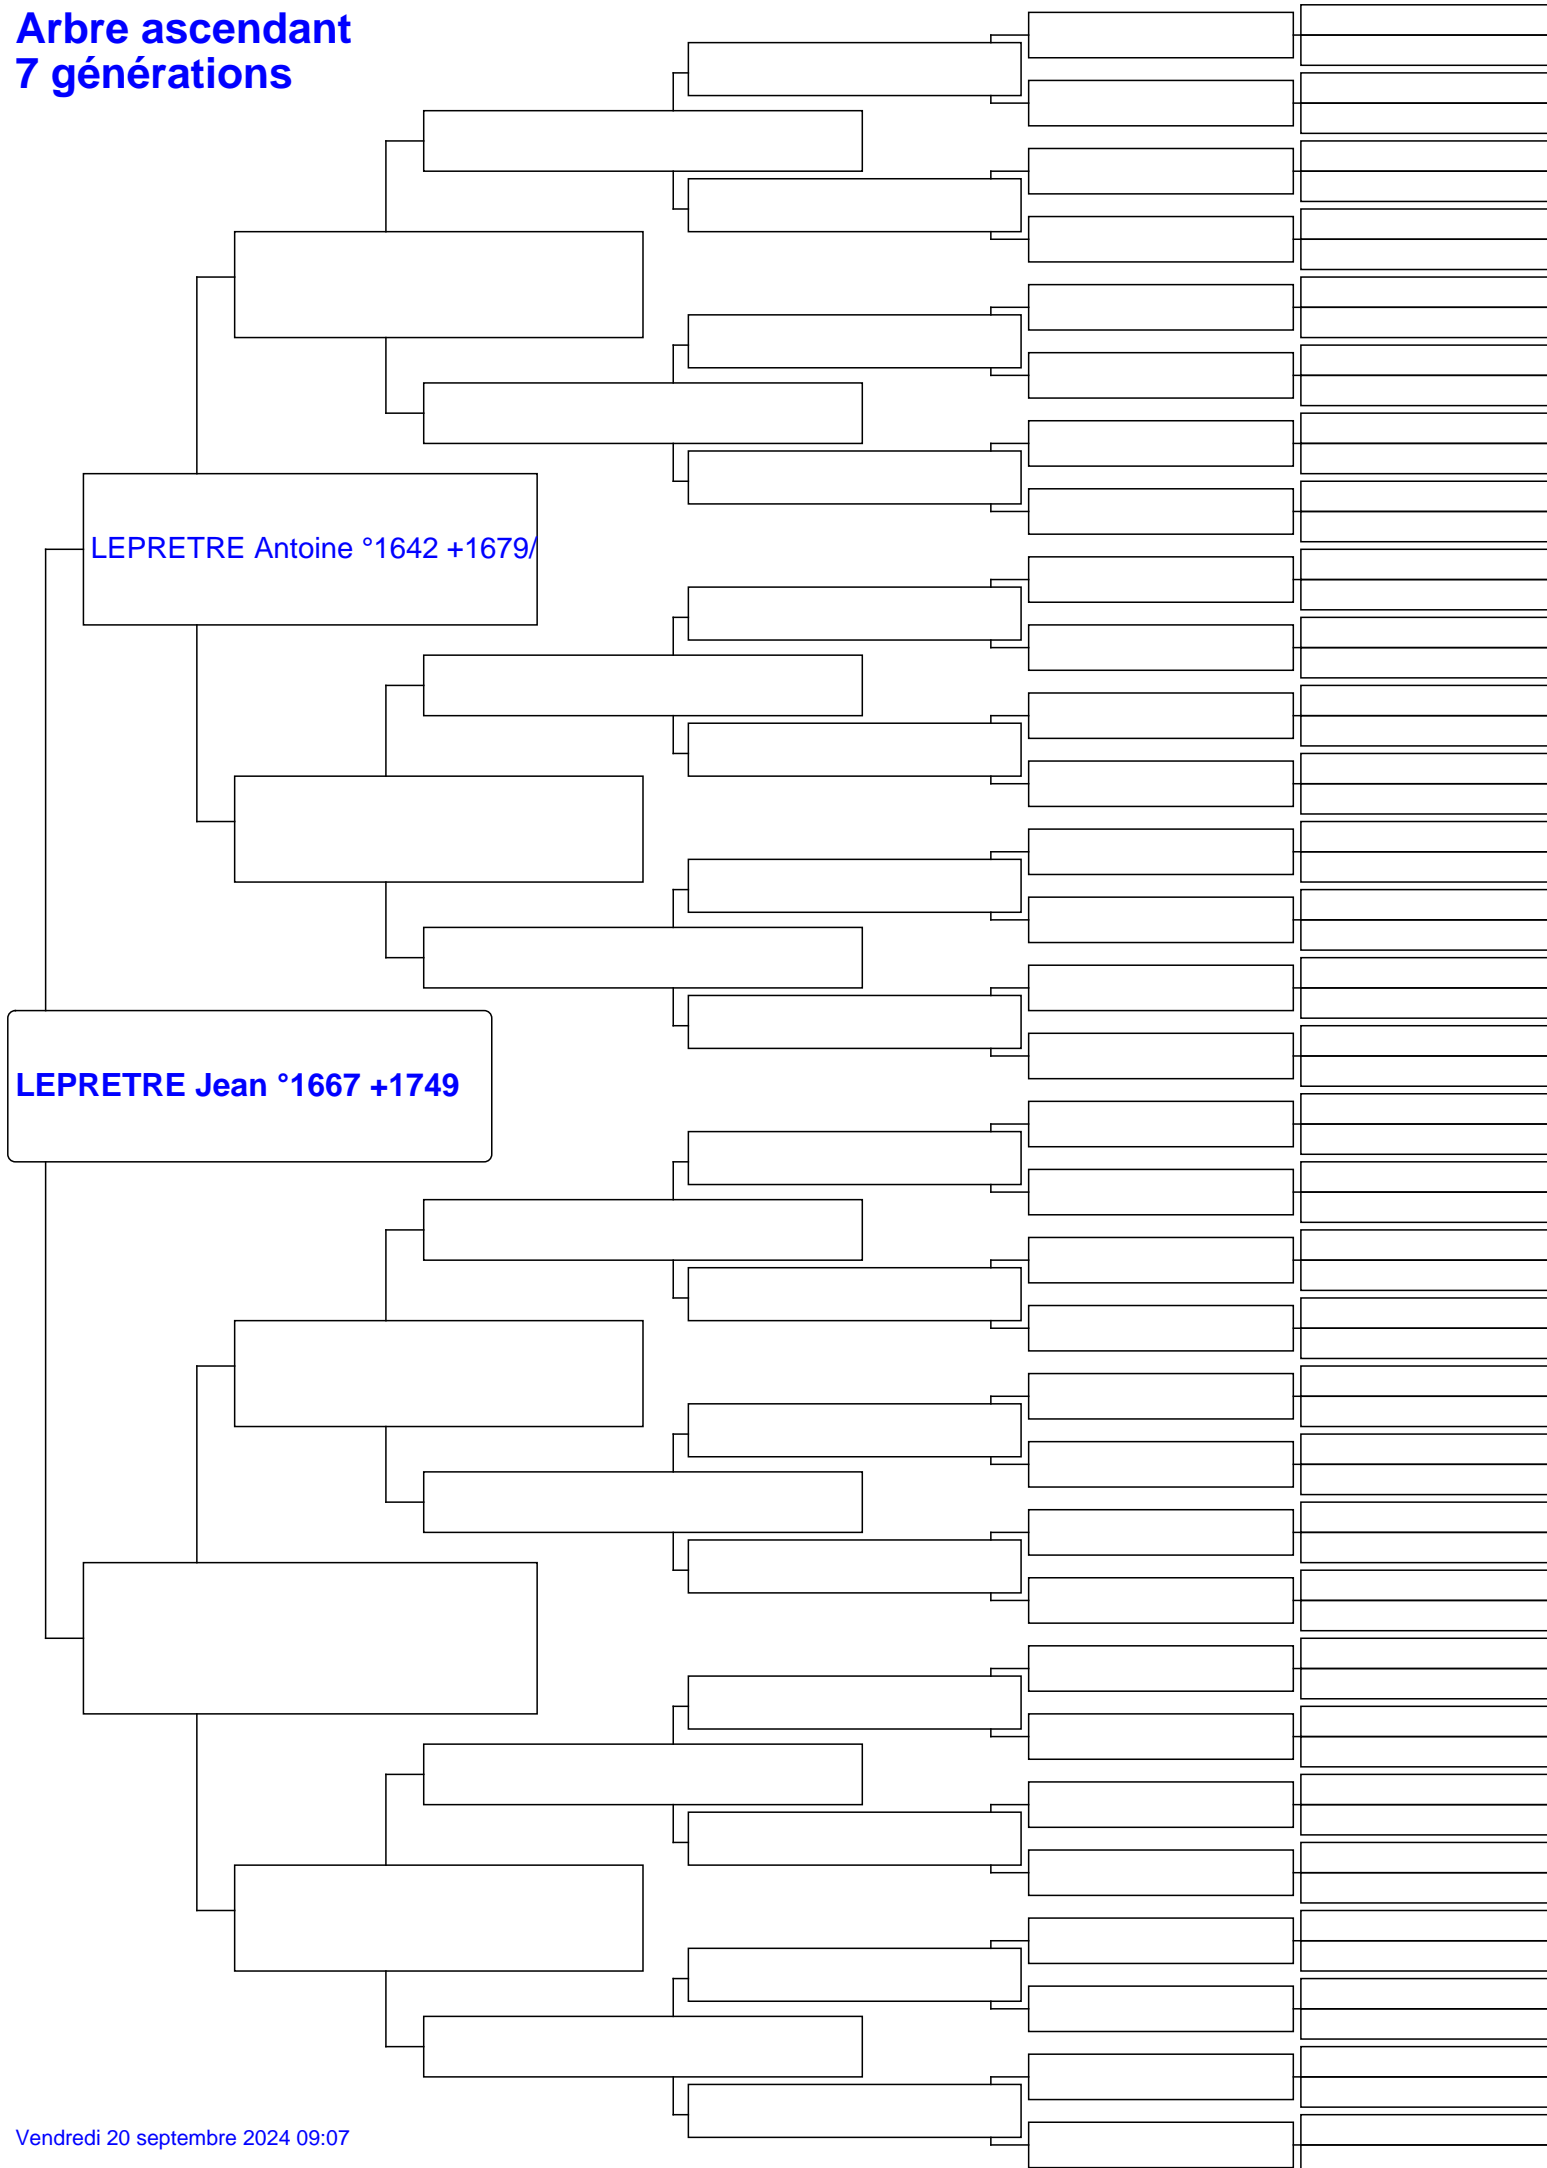 Arbre ascendant
7 générations
LEPRETRE Antoine °1642 +1679/
LEPRETRE Jean °1667 +1749
Vendredi 20 septembre 2024 09:07